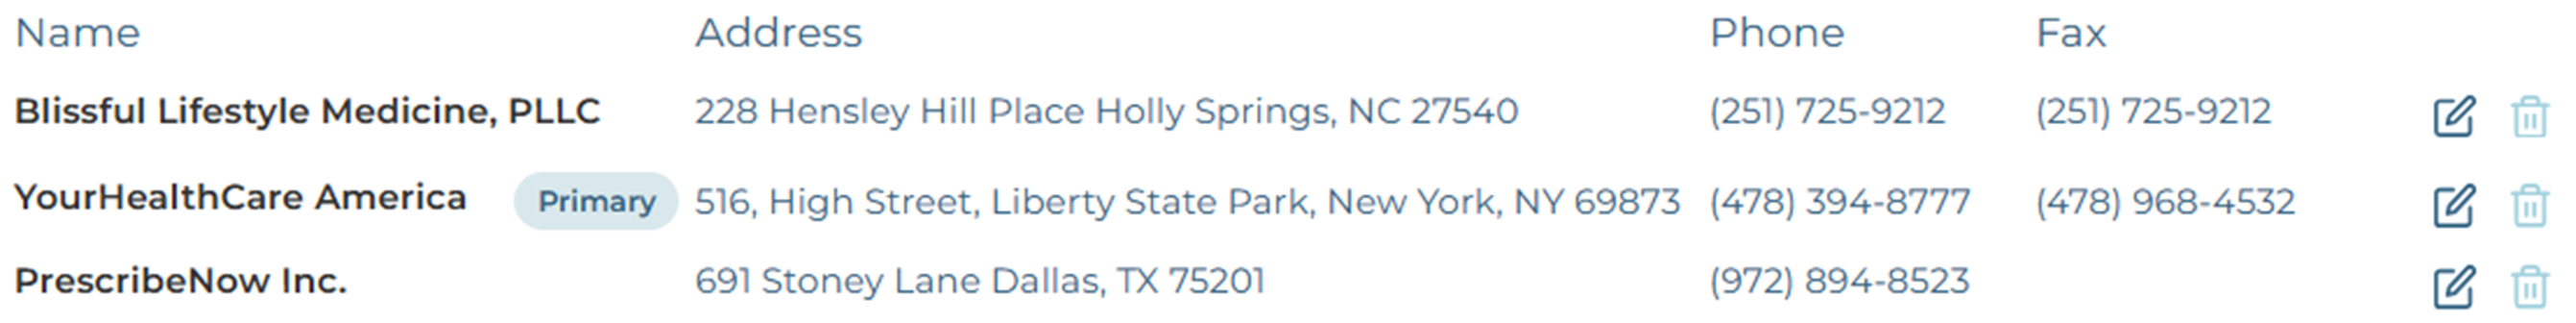 Name Address Phone Fax
Blissful Lifestyle Medicine, PLLC 228 Hensley Hill Place Holly Springs, NC 27540 (251) 725-9212 (251) 725-9212
YourHealthCare America Primary 516, High Street, Liberty State Park, New York, NY 69873 (478) 394-8777 (478) 968-4532
PrescribeNow Inc. 691 Stoney Lane Dallas, TX 75201 (972) 894-8523